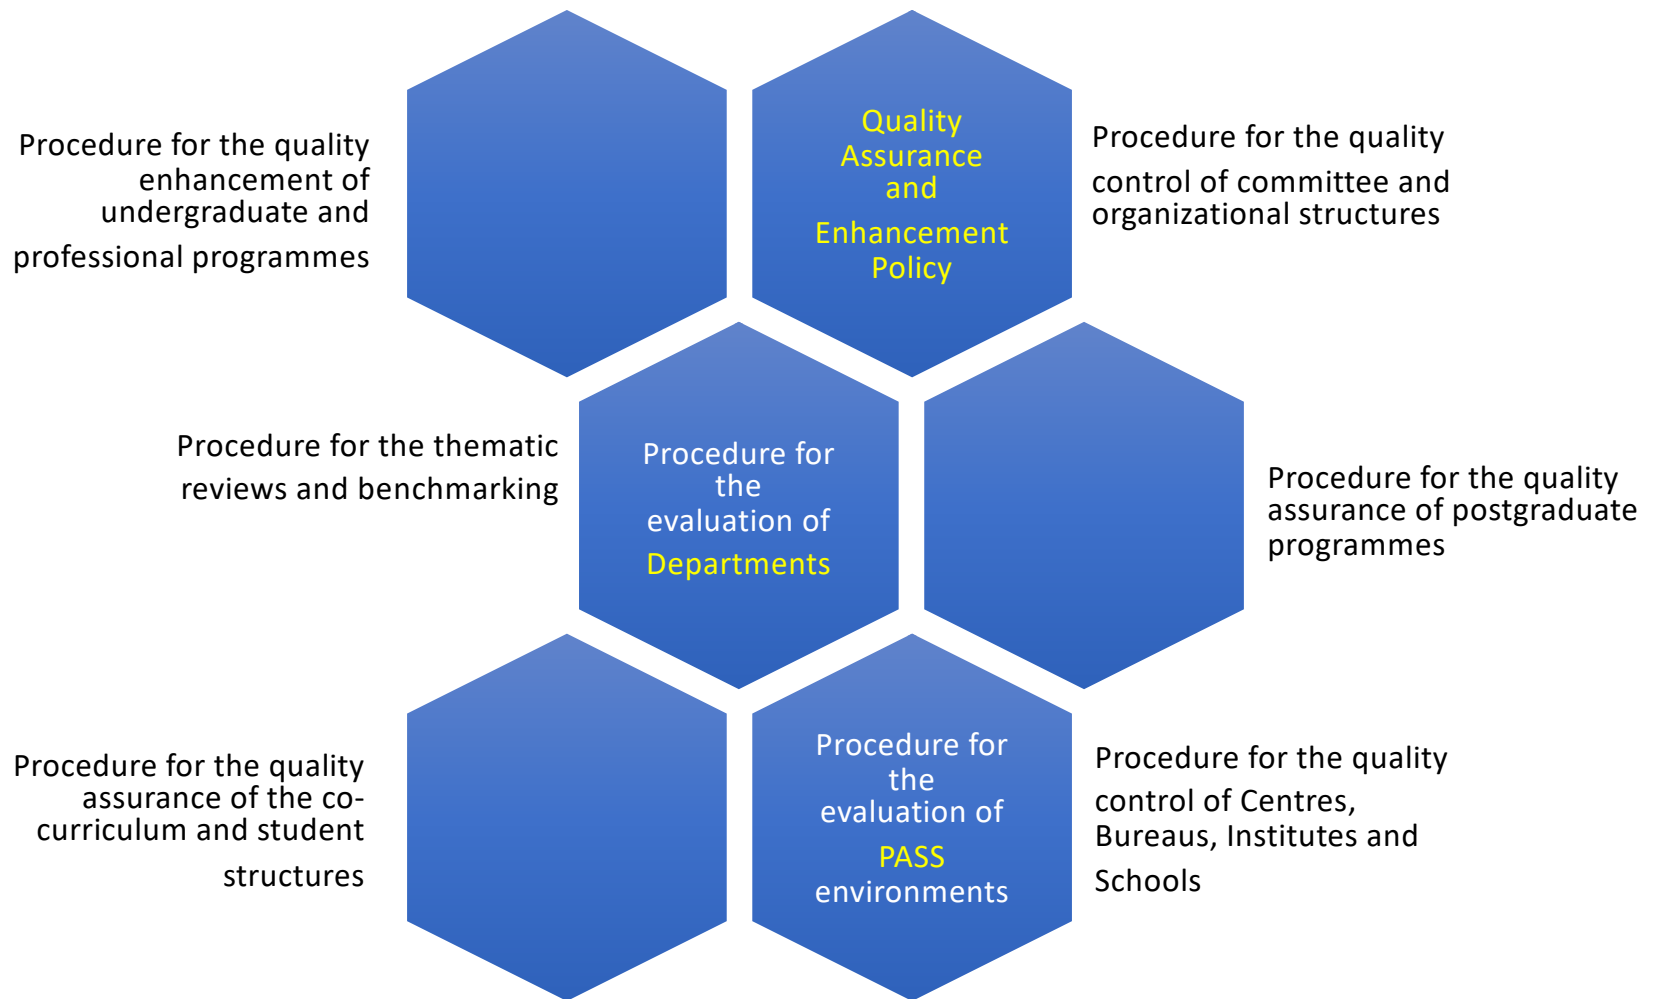 Procedure for the quality
enhancement of
undergraduate and
professional programmes
Quality
Assurance
and
Enhancement
Policy
Procedure for the quality
control of committee and
organizational structures
Procedure for the thematic
reviews and benchmarking
Procedure for
the
evaluation of
Departments
Procedure for the quality
assurance of postgraduate
programmes
Procedure for the quality
assurance of the co-
curriculum and student
structures
Procedure for
the
evaluation of
PASS
environments
Procedure for the quality
control of Centres,
Bureaus, Institutes and
Schools